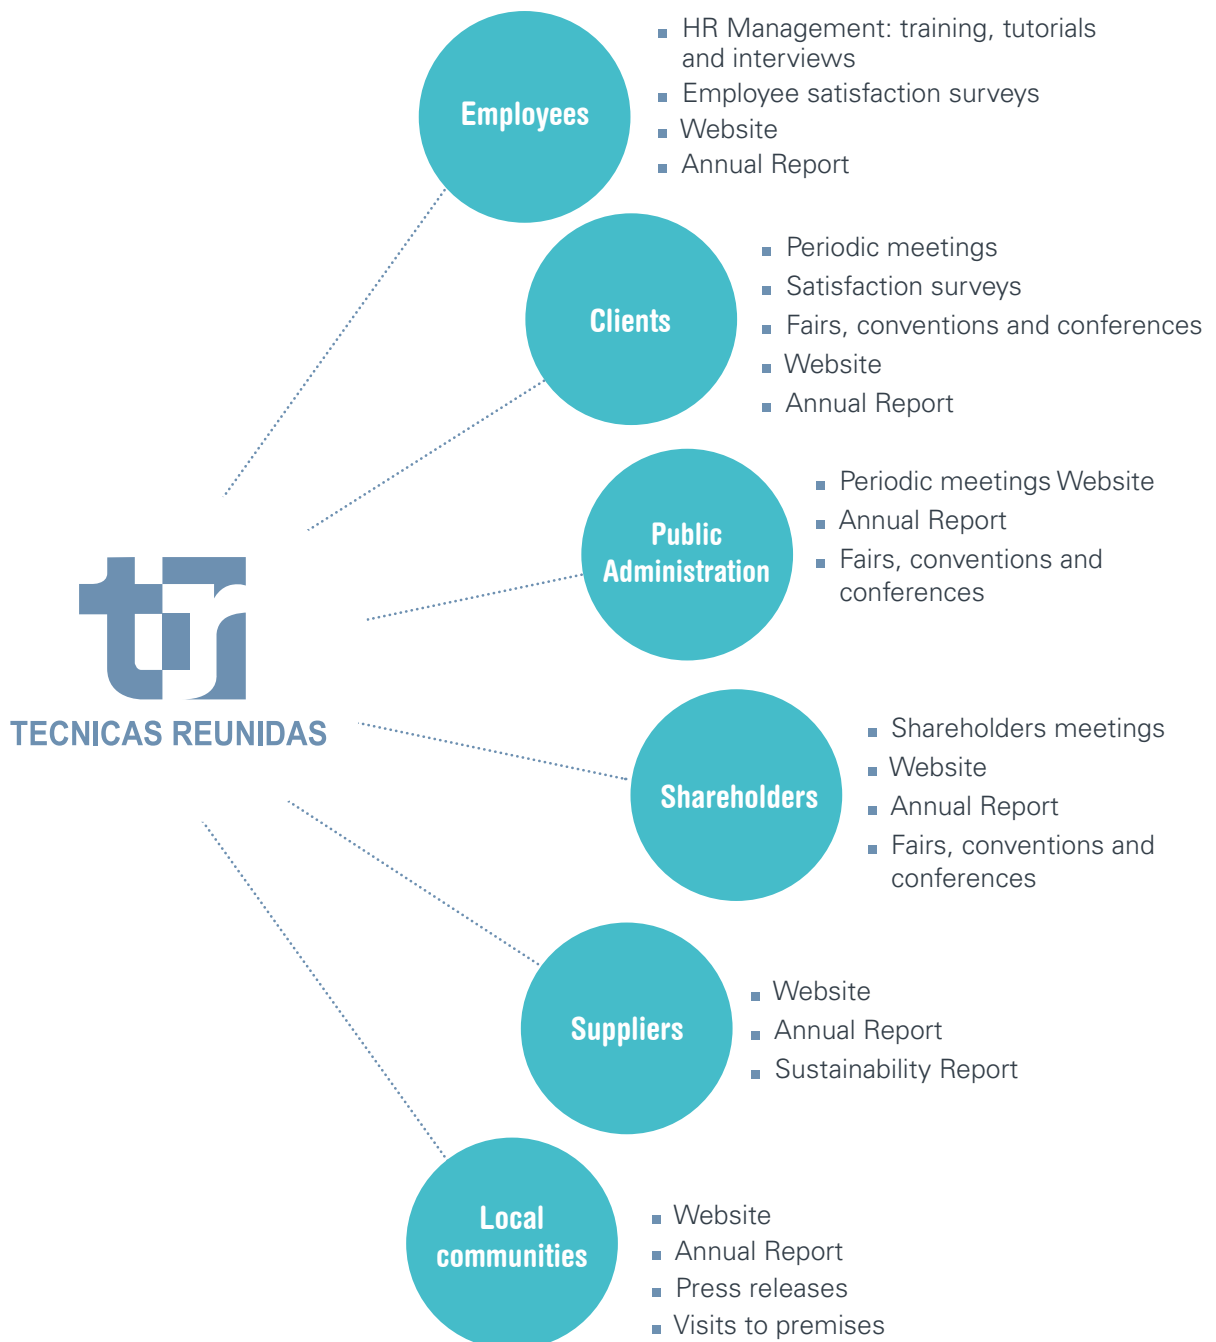 Employees
HR Management: training, tutorials
and interviews
Employee satisfaction surveys
Website
Annual Report
Clients
Periodic meetings
Satisfaction surveys
Fairs, conventions and conferences
Website
Annual Report
Public
Administration
Periodic meetings Website
Annual Report
Fairs, conventions and
conferences
tr
TECNICAS REUNIDAS
Shareholders
Shareholders meetings
Website
Annual Report
Fairs, conventions and
conferences
Suppliers
Website
Annual Report
Sustainability Report
Local
communities
Website
Annual Report
Press releases
Visits to premises